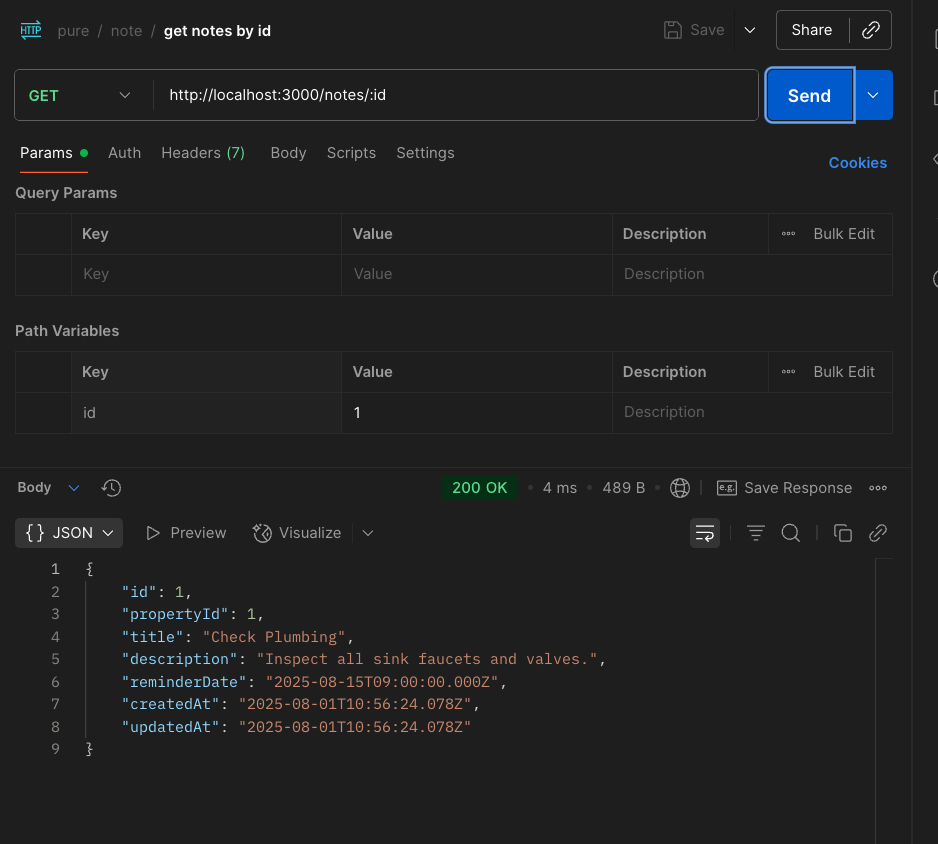 HTTP pure / note / get notes by id Save Share
GET http://localhost:3000/notes/:id Send
Params Auth Headers (7) Body Scripts Settings Cookies
Query Params
Key Value Description Bulk Edit
Key Value Description
Path Variables
Key Value Description Bulk Edit
id 1 Description
Body 200 OK • 4 ms • 489 B • e.g. Save Response
{} JSON Preview Visualize
1 {
2 "id": 1,
3 "propertyId": 1,
4 "title": "Check Plumbing",
5 "description": "Inspect all sink faucets and valves.",
6 "reminderDate": "2025-08-15T09:00:00.000Z",
7 "createdAt": "2025-08-01T10:56:24.078Z",
8 "updatedAt": "2025-08-01T10:56:24.078Z"
9 }